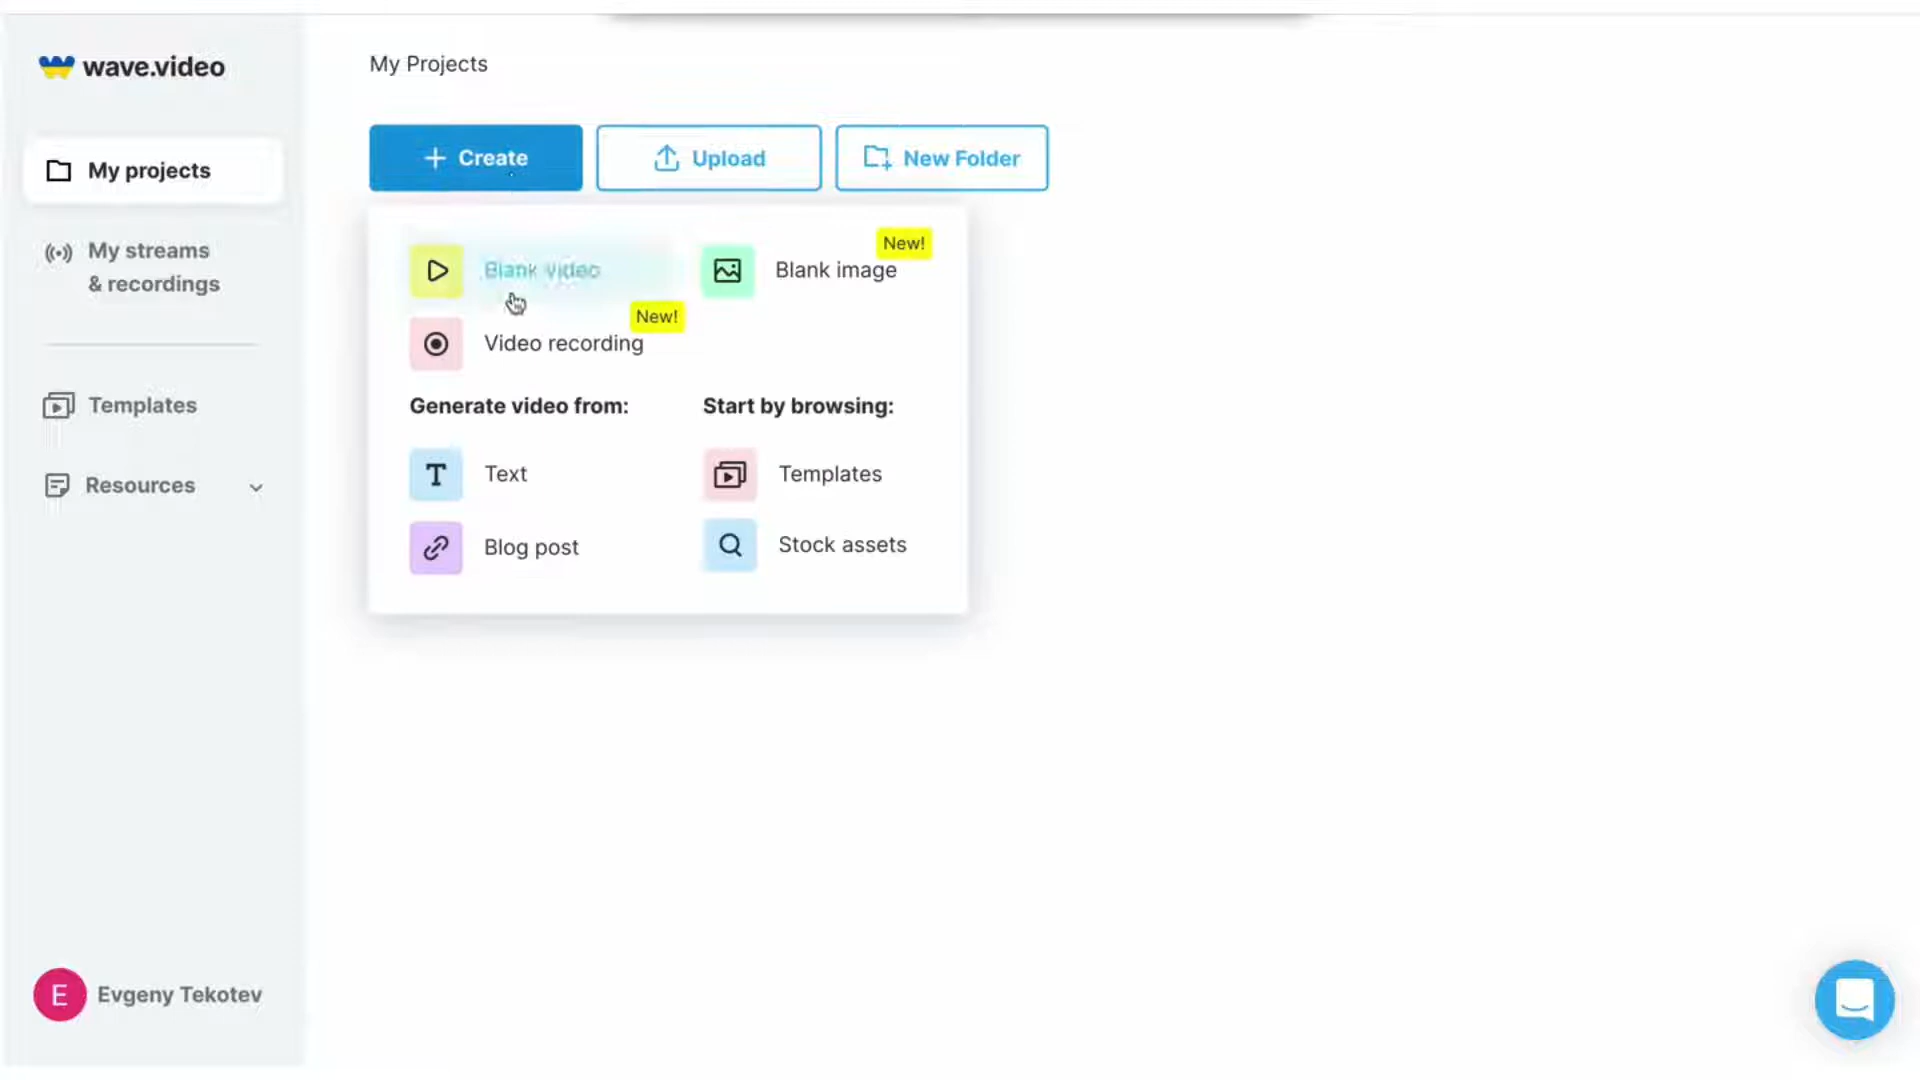 wave.video
My projects
My streams
& recordings
Templates
Resources
E
Evgeny Tekotev
My Projects
+ Create
Upload
New Folder
Blank video
Blank image
New!
Video recording
New!
Generate video from:
Start by browsing:
T
Text
Templates
Blog post
Stock assets